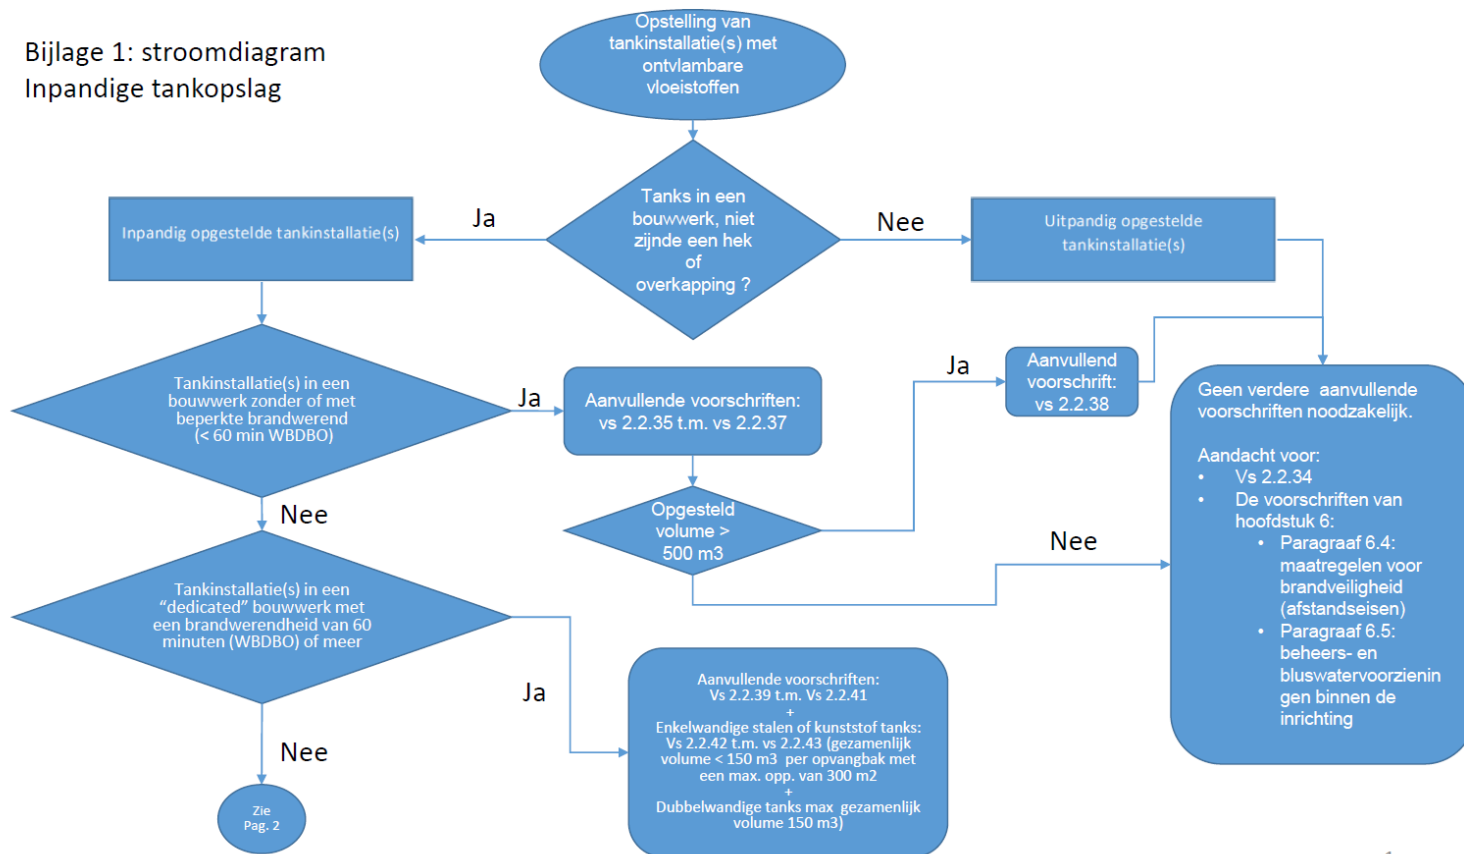 Bijlage 1: stroomdiagram
Inpandige tankopslag
Opstelling van
tankinstallatie(s) met
ontvlambare
vloeistoffen
Tanks in een
bouwwerk, niet
zijnde een hek
of
overkapping ?
Ja
Nee
Inpandig opgestelde tankinstallatie(s)
Uitpandig opgestelde
tankinstallatie(s)
Tankinstallatie(s) in een
bouwwerk zonder of met
beperkte brandwerend
(< 60 min WBDBO)
Ja
Aanvullende voorschriften:
vs 2.2.35 t.m. vs 2.2.37
Ja
Aanvullend
voorschrift:
vs 2.2.38
Opgesteld
volume >
500 m3
Nee
Nee
Geen verdere aanvullende
voorschriften noodzakelijk.
Aandacht voor:
• Vs 2.2.34
• De voorschriften van
hoofdstuk 6:
• Paragraaf 6.4:
maatregelen voor
brandveiligheid
(afstandseisen)
• Paragraaf 6.5:
beheers- en
bluswatervoorzienin
gen binnen de
inrichting
Tankinstallatie(s) in een
“dedicated” bouwwerk met
een brandwerendheid van 60
minuten (WBDBO) of meer
Ja
Aanvullende voorschriften:
Vs 2.2.39 t.m. Vs 2.2.41
+
Enkelwandige stalen of kunststof tanks:
Vs 2.2.42 t.m. vs 2.2.43 (gezamenlijk
volume < 150 m3 per opvangbak met
een max. opp. van 300 m2
+
Dubbelwandige tanks max gezamenlijk
volume 150 m3)
Nee
Zie
Pag. 2